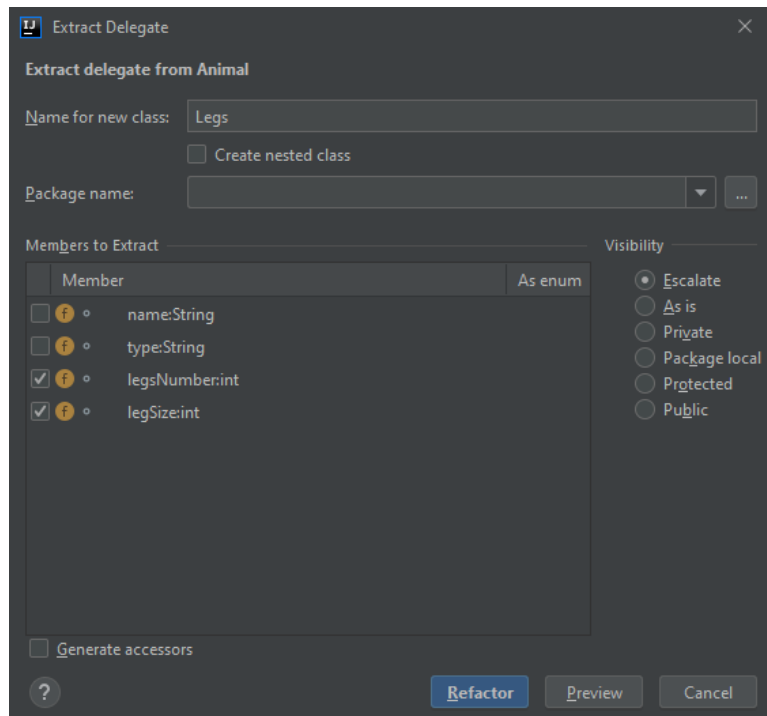 IJ Extract Delegate
Extract delegate from Animal
Name for new class: Legs
Create nested class
Package name: ...
Members to Extract Visibility
Member As enum
f name:String
f type:String
f legsNumber:int
f legSize:int
Escalate
As is
Private
Package local
Protected
Public
Generate accessors
? Refactor Preview Cancel